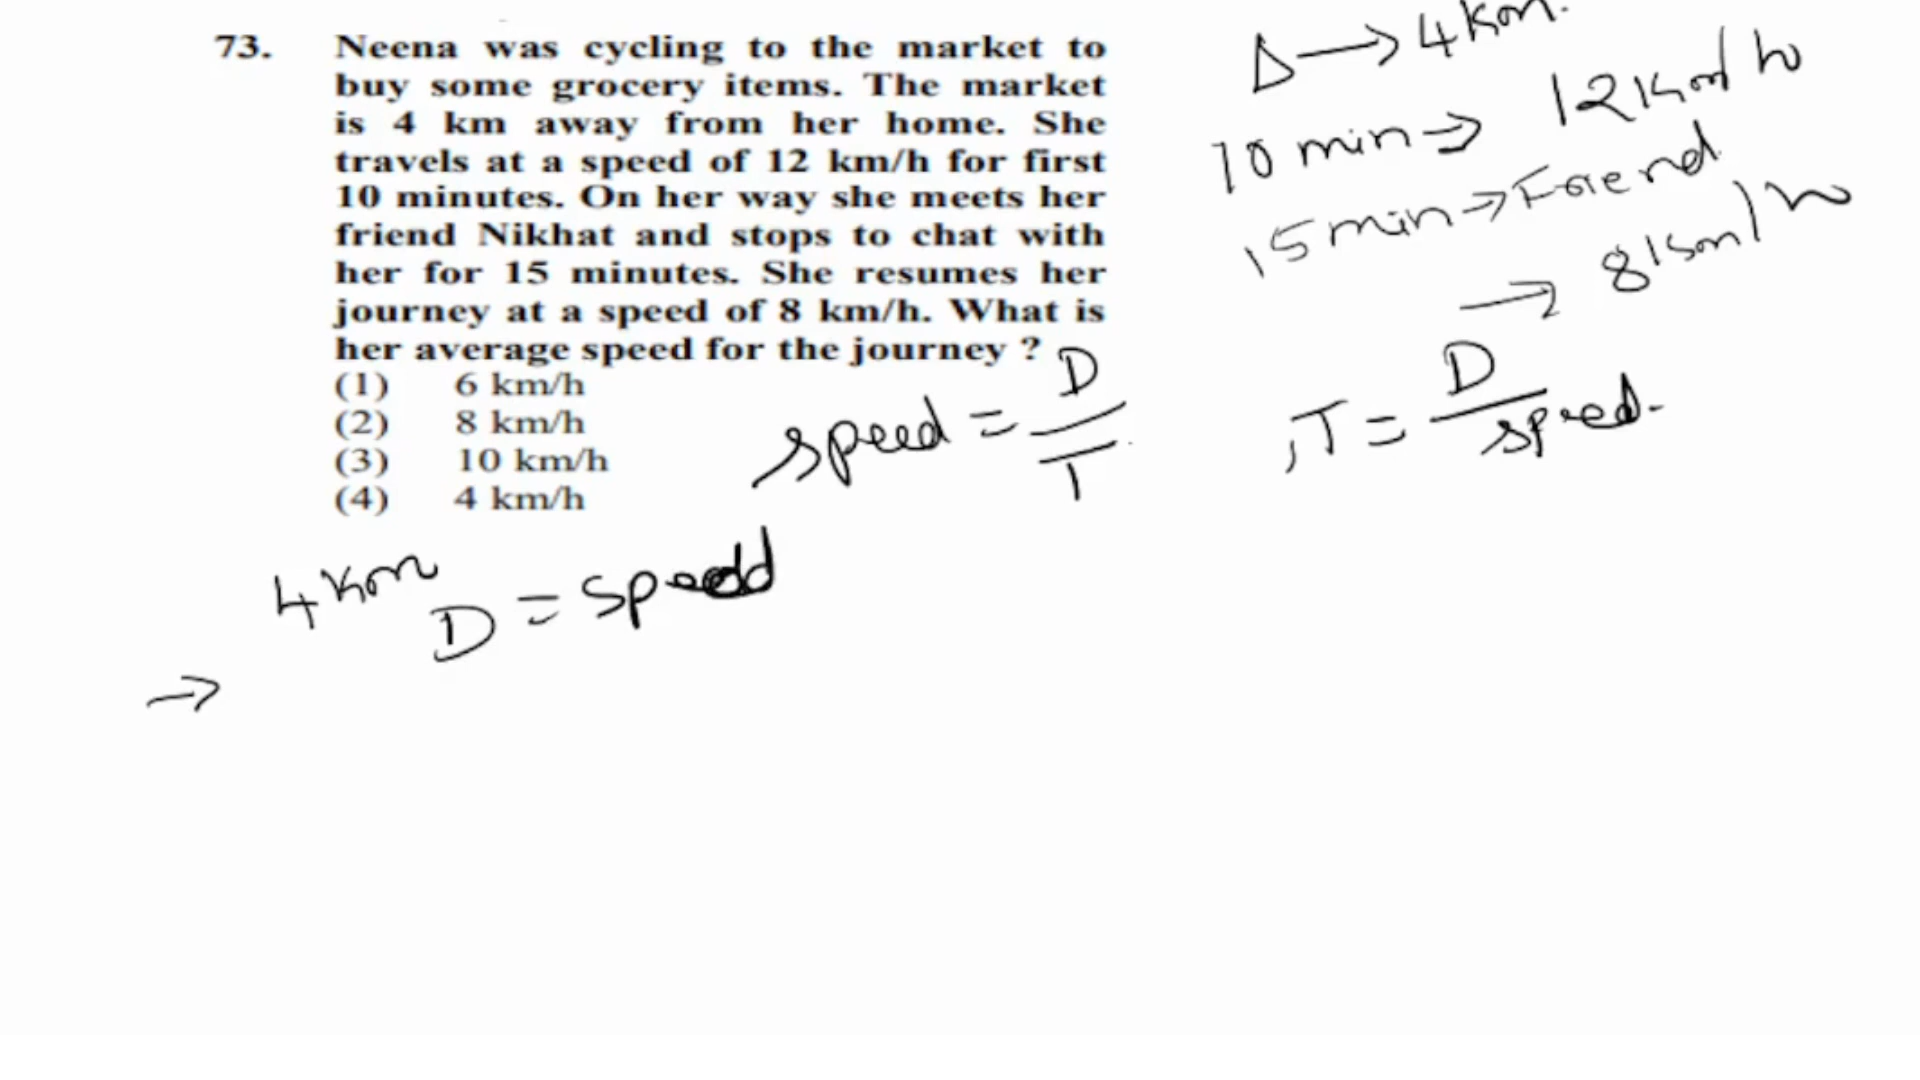 73. Neena was cycling to the market to
buy some grocery items. The market
is 4 km away from her home. She
travels at a speed of 12 km/h for first
10 minutes. On her way she meets her
friend Nikhat and stops to chat with
her for 15 minutes. She resumes her
journey at a speed of 8 km/h. What is
her average speed for the journey ?
(1) 6 km/h
(2) 8 km/h
(3) 10 km/h
(4) 4 km/h
D → 4 km.
10 min → 12 km/h
15 min → Friend
→ 8 km/h
speed = D/T
, T = D/speed.
4 km
D = speed
→